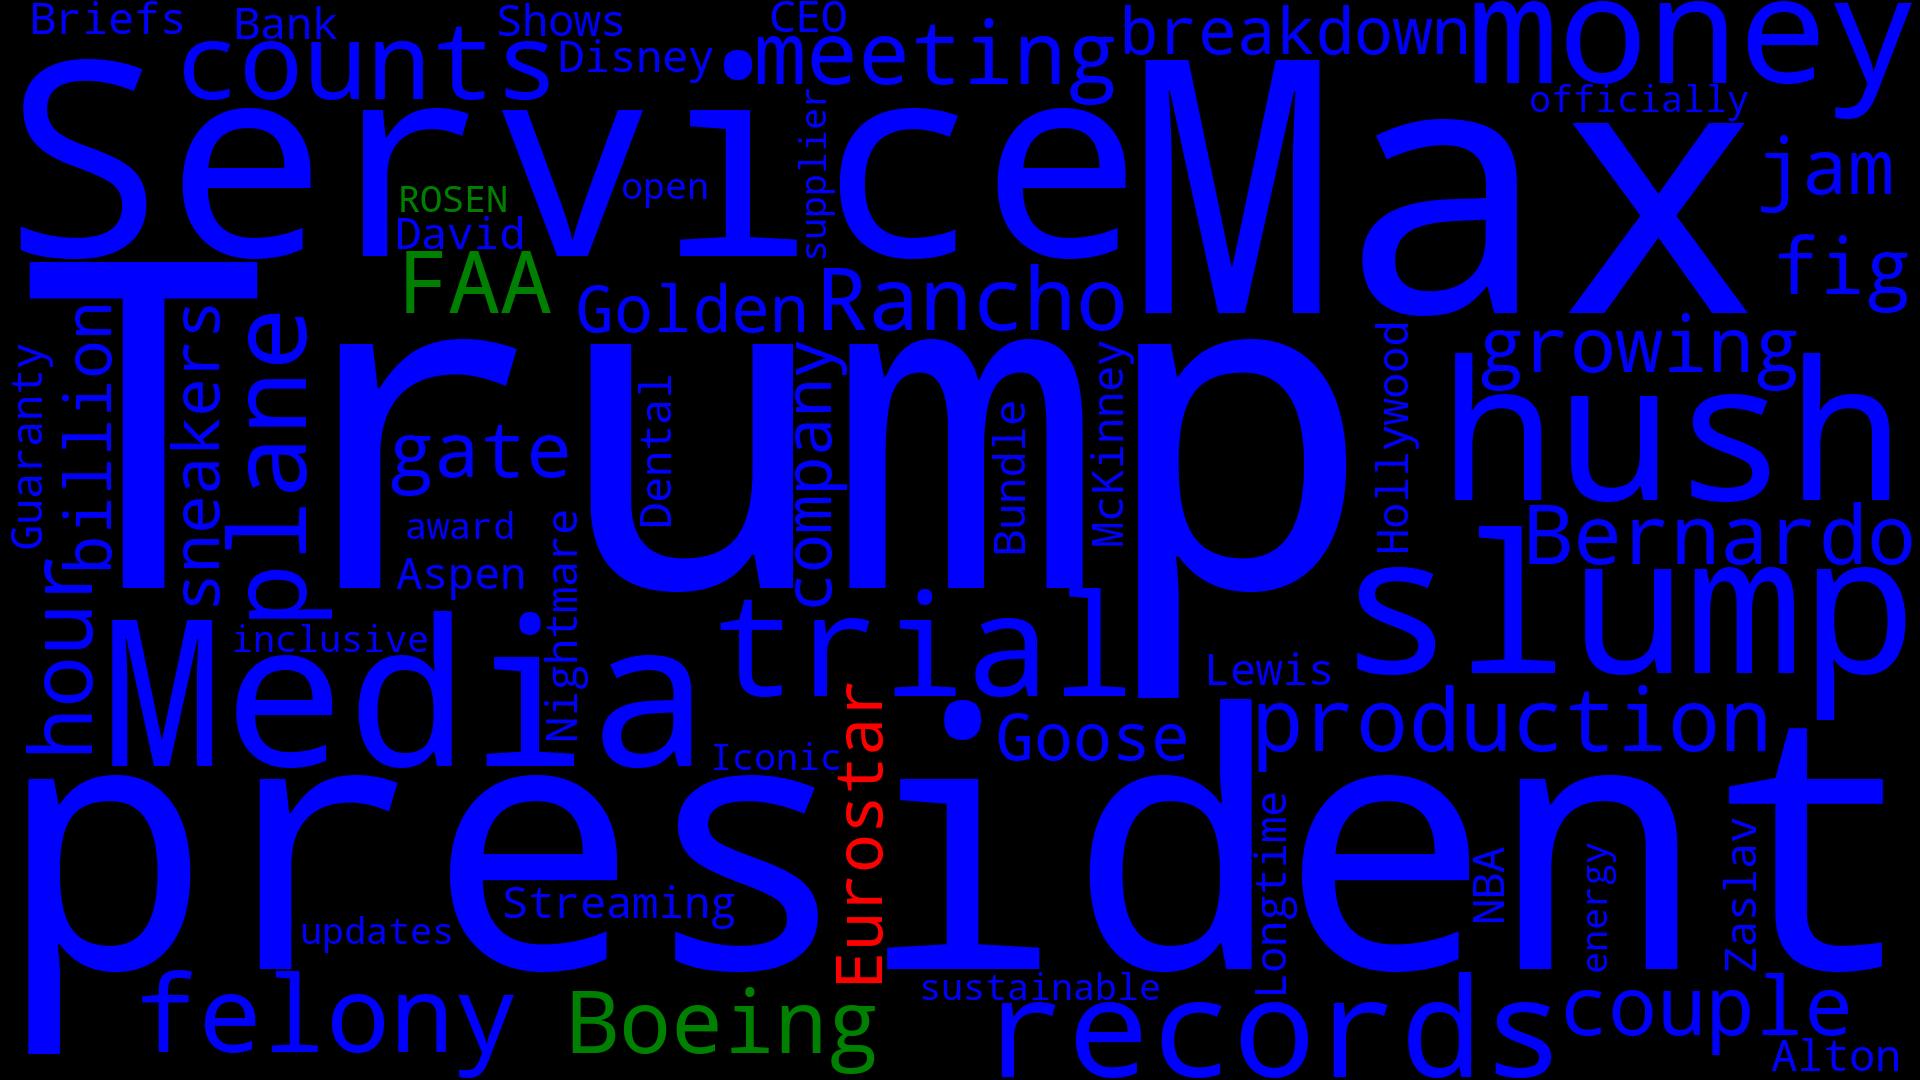 Briefs
Bank
Shows
CEO
counts
Disney
meeting
breakdown
money
officially
Service
Max
supplier
jam
ROSEN
open
David
FAA
Golden
Rancho
fig
Trump
Guaranty
billion
sneakers
plane
gate
Dental
company
Bundle
McKinney
Hollywood
growing
hush
award
Aspen
Nightmare
Bernardo
slump
hour
inclusive
Media
trial
Lewis
Iconic
Eurostar
Goose
production
president
Streaming
updates
Longtime
NBA
energy
Zaslav
felony
Boeing
sustainable
records
couple
Alton